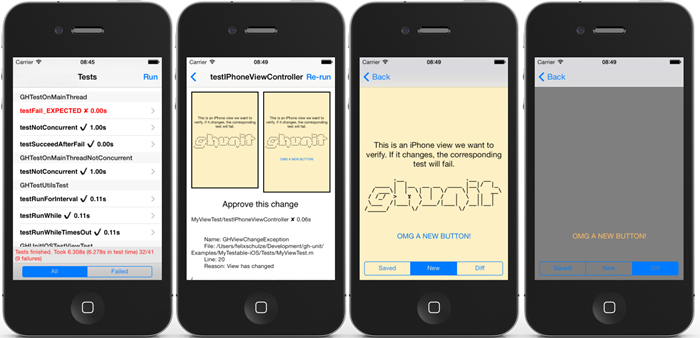 Carrier 08:45
Tests Run
GHTestOnMainThread
testFail_EXPECTED ✘ 0.00s
testNotConcurrent ✔ 1.00s
testSucceedAfterFail ✔ 0.00s
GHTestOnMainThreadNotConcurrent
testNotConcurrent ✔ 1.00s
GHTestUtilsTest
testRunForInterval ✔ 0.11s
testRunWhile ✔ 0.11s
testRunWhileTimesOut ✔ 0.11s
GHUnitIOSTestViewTest
Tests finished. Took 6.308s (6.278s in test time) 32/41
(9 failures)
All Failed
Carrier 08:49
testIPhoneViewController Re-run
This is an iPhone view we want to
verify. If it changes, the corresponding
test will fail.
ghunit
This is an iPhone view we want to
verify. If it changes, the corresponding
test will fail.
ghunit
OMG A NEW BUTTON!
Approve this change
MyViewTest/testIPhoneViewController ✘ 0.06s
Name: GHViewChangeException
File: /Users/felixschulze/Development/gh-unit/
Examples/MyTestable-iOS/Tests/MyViewTest.m
Line: 20
Reason: View has changed
(
Carrier 08:49
Back
This is an iPhone view we want to
verify. If it changes, the corresponding
test will fail.
ghunit
OMG A NEW BUTTON!
Saved New Diff
Carrier 08:49
Back
OMG A NEW BUTTON!
Saved New Diff